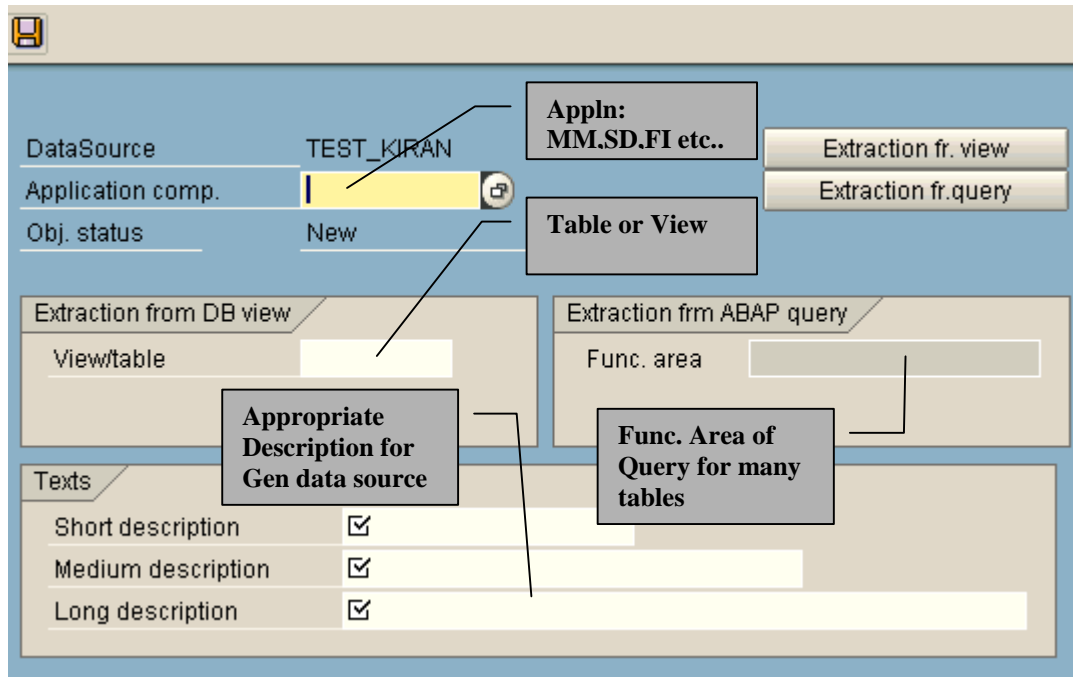 Appln:
MM,SD,FI etc..
DataSource TEST_KIRAN Extraction fr. view
Application comp. Extraction fr.query
Obj. status New
Table or View
Extraction from DB view
Extraction frm ABAP query
View/table
Func. area
Appropriate
Description for
Gen data source
Func. Area of
Query for many
tables
Texts
Short description
Medium description
Long description